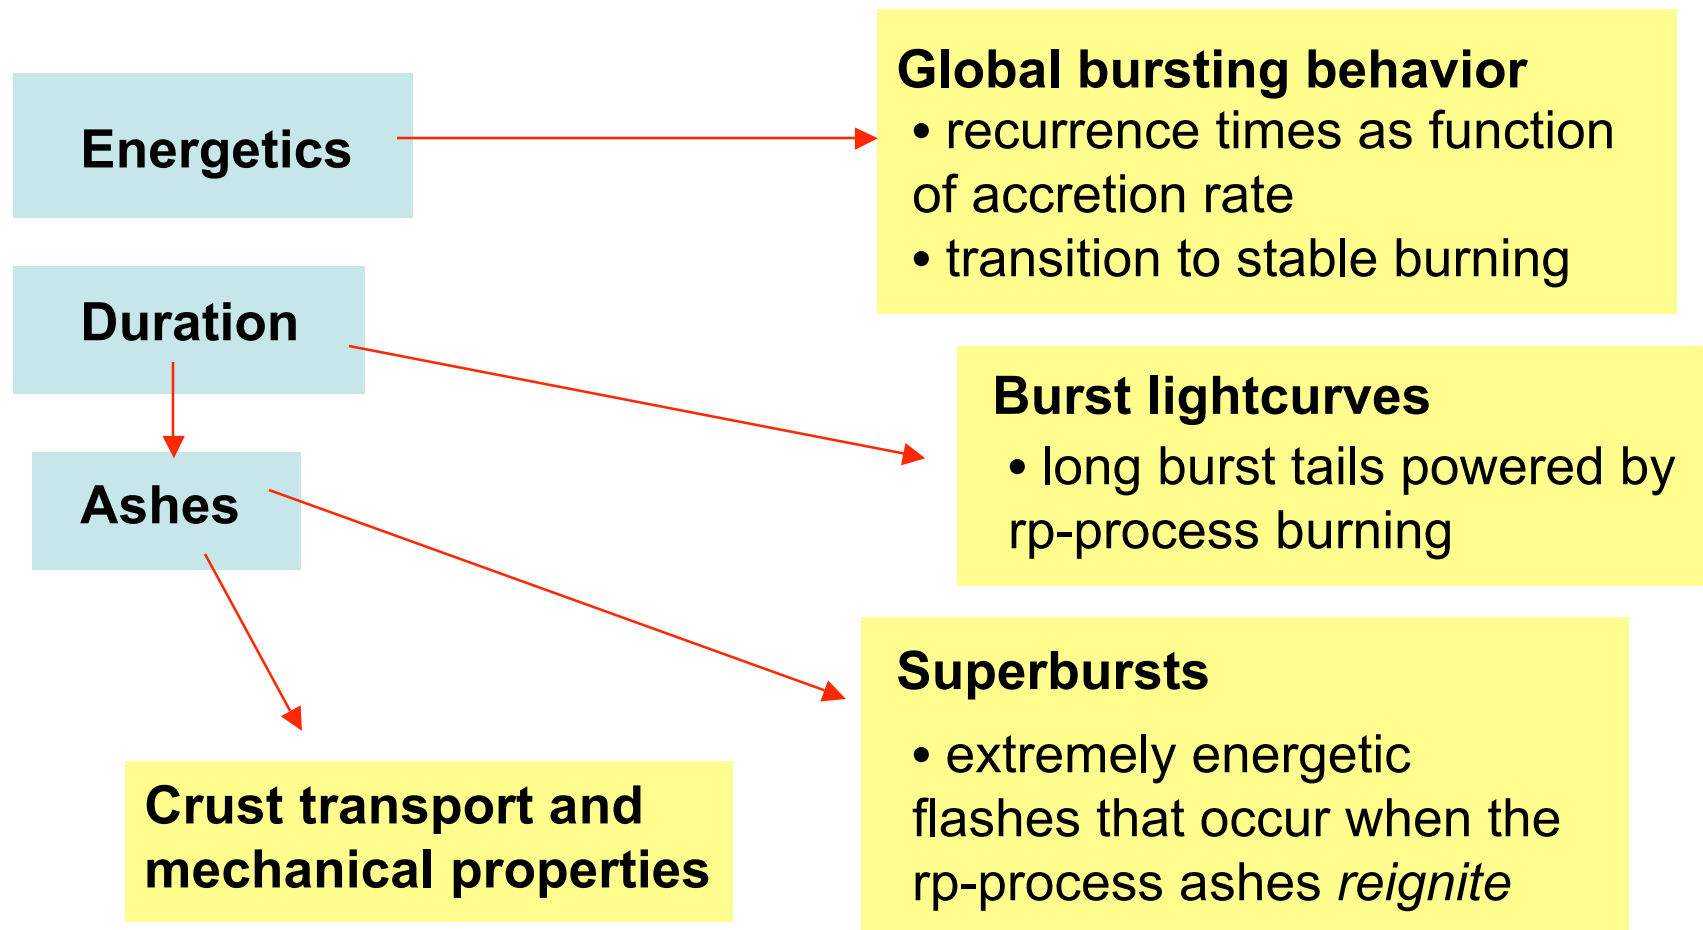 Energetics
Duration
Ashes
Global bursting behavior
• recurrence times as function
of accretion rate
• transition to stable burning
Burst lightcurves
• long burst tails powered by
rp-process burning
Superbursts
• extremely energetic
flashes that occur when the
rp-process ashes reignite
Crust transport and
mechanical properties